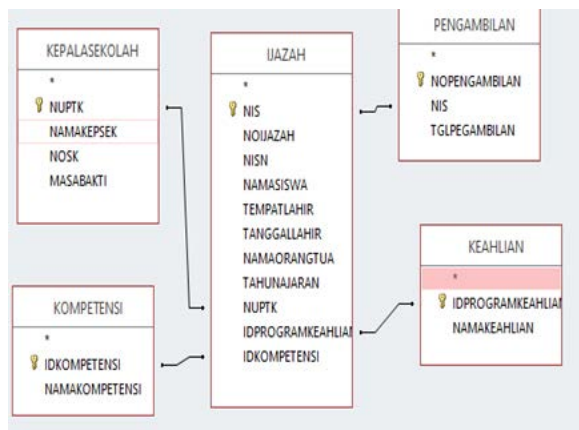 KEPALASEKOLAH
*
NUPTK
NAMAKEPSEK
NOSK
MASABAKTI
IJAZAH
*
NIS
NOIJAZAH
NISN
NAMASISWA
TEMPATLAHIR
TANGGALLAHIR
NAMAORANGTUA
TAHUNAJARAN
NUPTK
IDPROGRAMKEAHLIAN
IDKOMPETENSI
PENGAMBILAN
*
NOPENGAMBILAN
NIS
TGLPEGAMBILAN
KOMPETENSI
*
IDKOMPETENSI
NAMAKOMPETENSI
KEAHLIAN
*
IDPROGRAMKEAHLIAN
NAMAKEAHLIAN